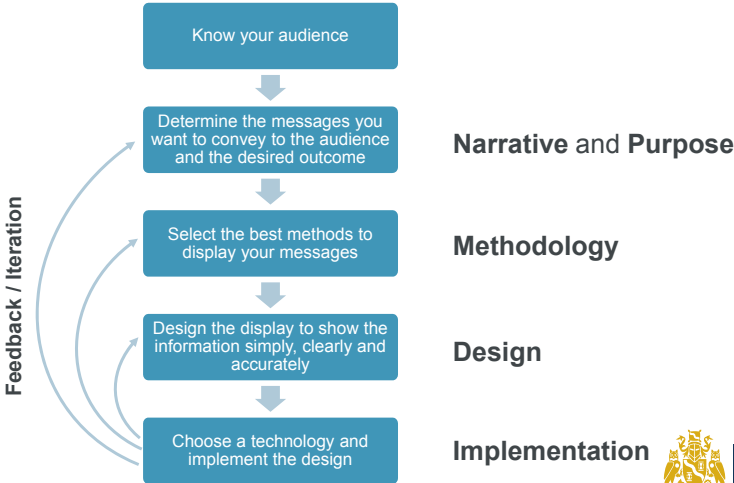 Know your audience
Determine the messages you
want to convey to the audience
and the desired outcome
Narrative and Purpose
Select the best methods to
display your messages
Methodology
Design the display to show the
information simply, clearly and
accurately
Design
Choose a technology and
implement the design
Implementation
Feedback / Iteration